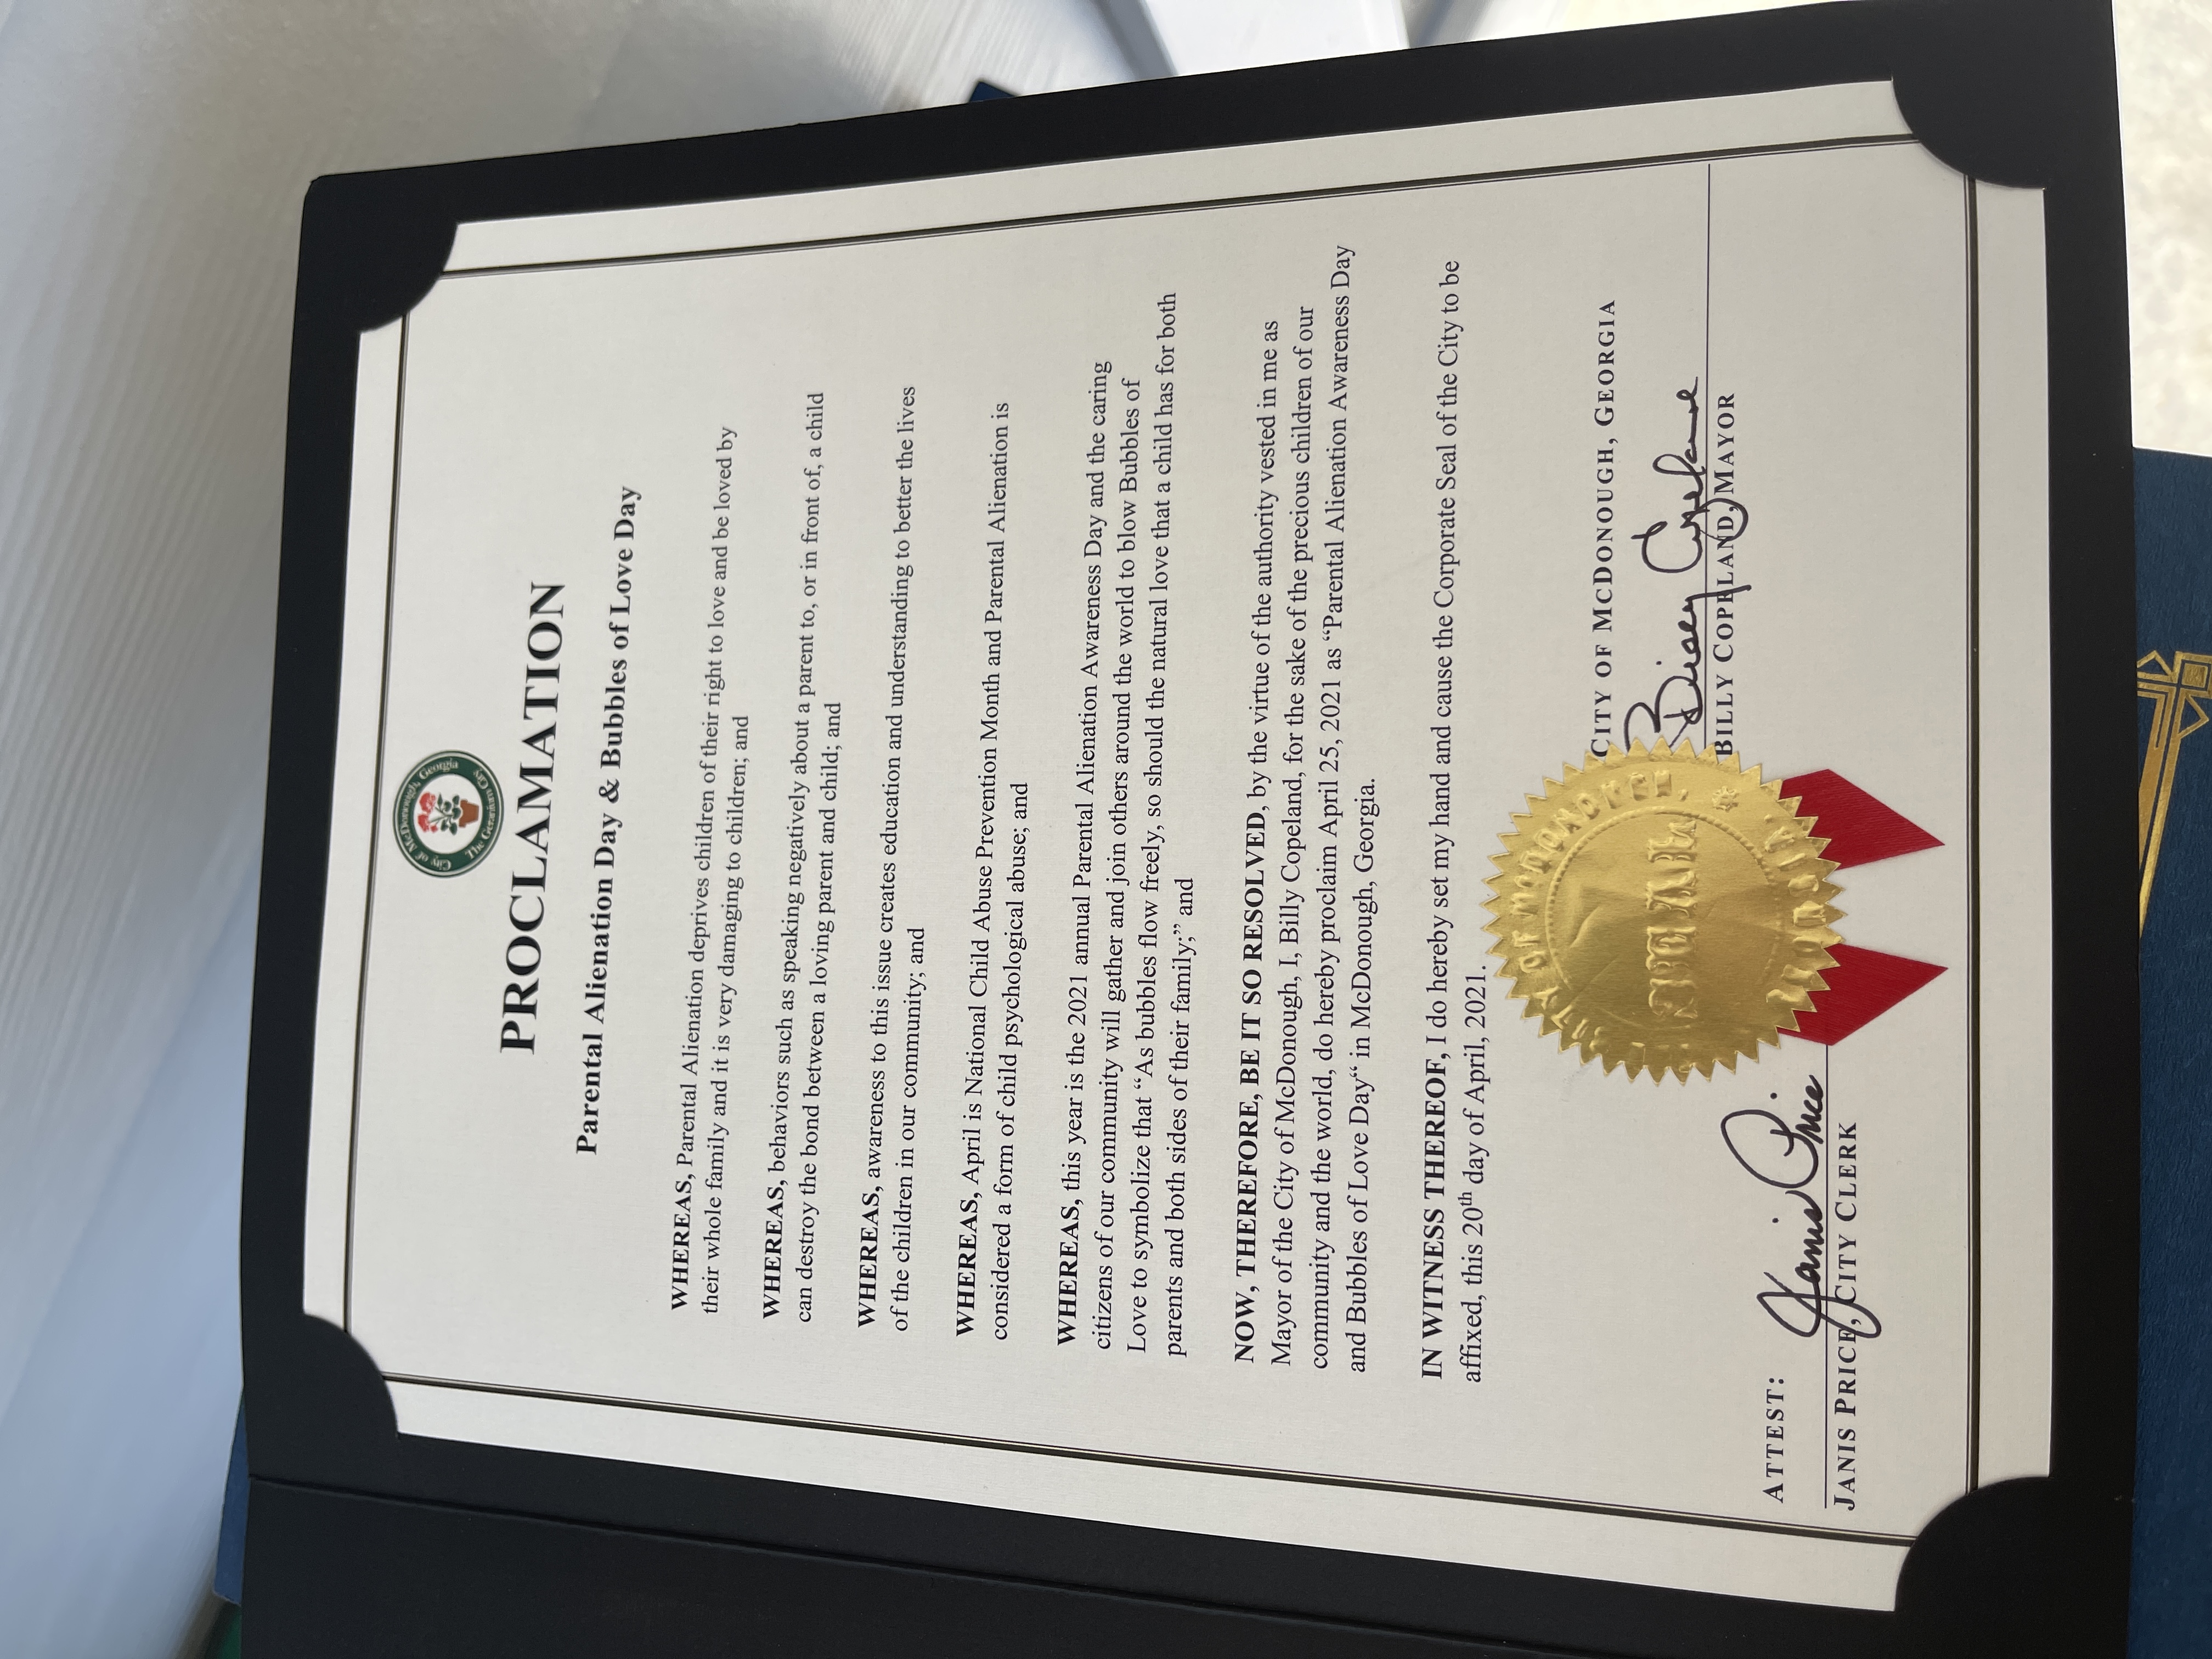 City of McDonough, Georgia
The Geranium City
PROCLAMATION
Parental Alienation Day & Bubbles of Love Day
WHEREAS, Parental Alienation deprives children of their right to love and be loved by
their whole family and it is very damaging to children; and
WHEREAS, behaviors such as speaking negatively about a parent to, or in front of, a child
can destroy the bond between a loving parent and child; and
WHEREAS, awareness to this issue creates education and understanding to better the lives
of the children in our community; and
WHEREAS, April is National Child Abuse Prevention Month and Parental Alienation is
considered a form of child psychological abuse; and
WHEREAS, this year is the 2021 annual Parental Alienation Awareness Day and the caring
citizens of our community will gather and join others around the world to blow Bubbles of
Love to symbolize that “As bubbles flow freely, so should the natural love that a child has for both
parents and both sides of their family;” and
NOW, THEREFORE, BE IT SO RESOLVED, by the virtue of the authority vested in me as
Mayor of the City of McDonough, I, Billy Copeland, for the sake of the precious children of our
community and the world, do hereby proclaim April 25, 2021 as “Parental Alienation Awareness Day
and Bubbles of Love Day“ in McDonough, Georgia.
IN WITNESS THEREOF, I do hereby set my hand and cause the Corporate Seal of the City to be
affixed, this 20th day of April, 2021.
CITY OF MCDONOUGH, GEORGIA
Billy Copeland
BILLY COPELAND, MAYOR
ATTEST:
Janis Price
JANIS PRICE, CITY CLERK